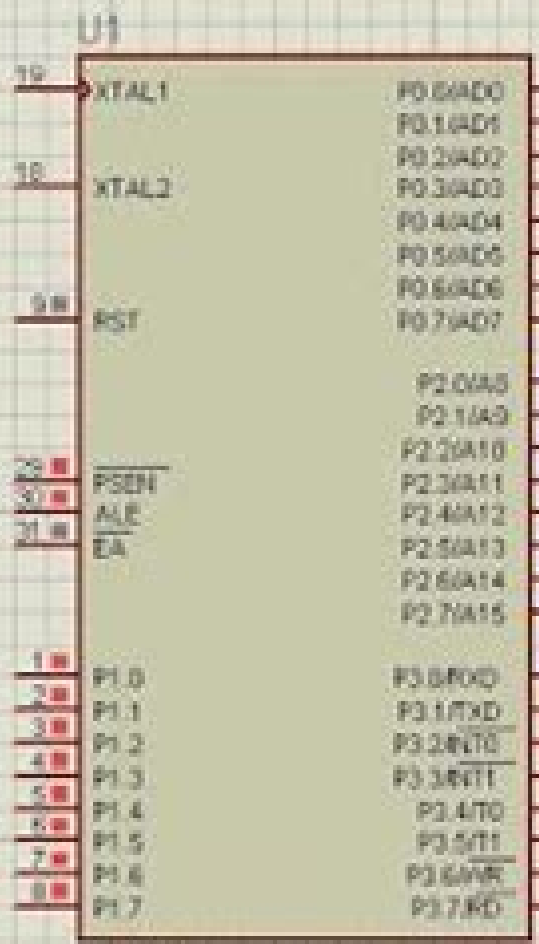 U1
19 XTAL1 P0.0/AD0
P0.1/AD1
P0.2/AD2
18 XTAL2 P0.3/AD3
P0.4/AD4
P0.5/AD5
P0.6/AD6
9 RST P0.7/AD7
P2.0/A8
P2.1/A9
P2.2/A10
29 PSEN P2.3/A11
30 ALE P2.4/A12
31 EA P2.5/A13
P2.6/A14
P2.7/A15
1 P1.0 P3.0/RXD
2 P1.1 P3.1/TXD
3 P1.2 P3.2/INT0
4 P1.3 P3.3/INT1
5 P1.4 P3.4/T0
6 P1.5 P3.5/T1
7 P1.6 P3.6/WR
8 P1.7 P3.7/RD